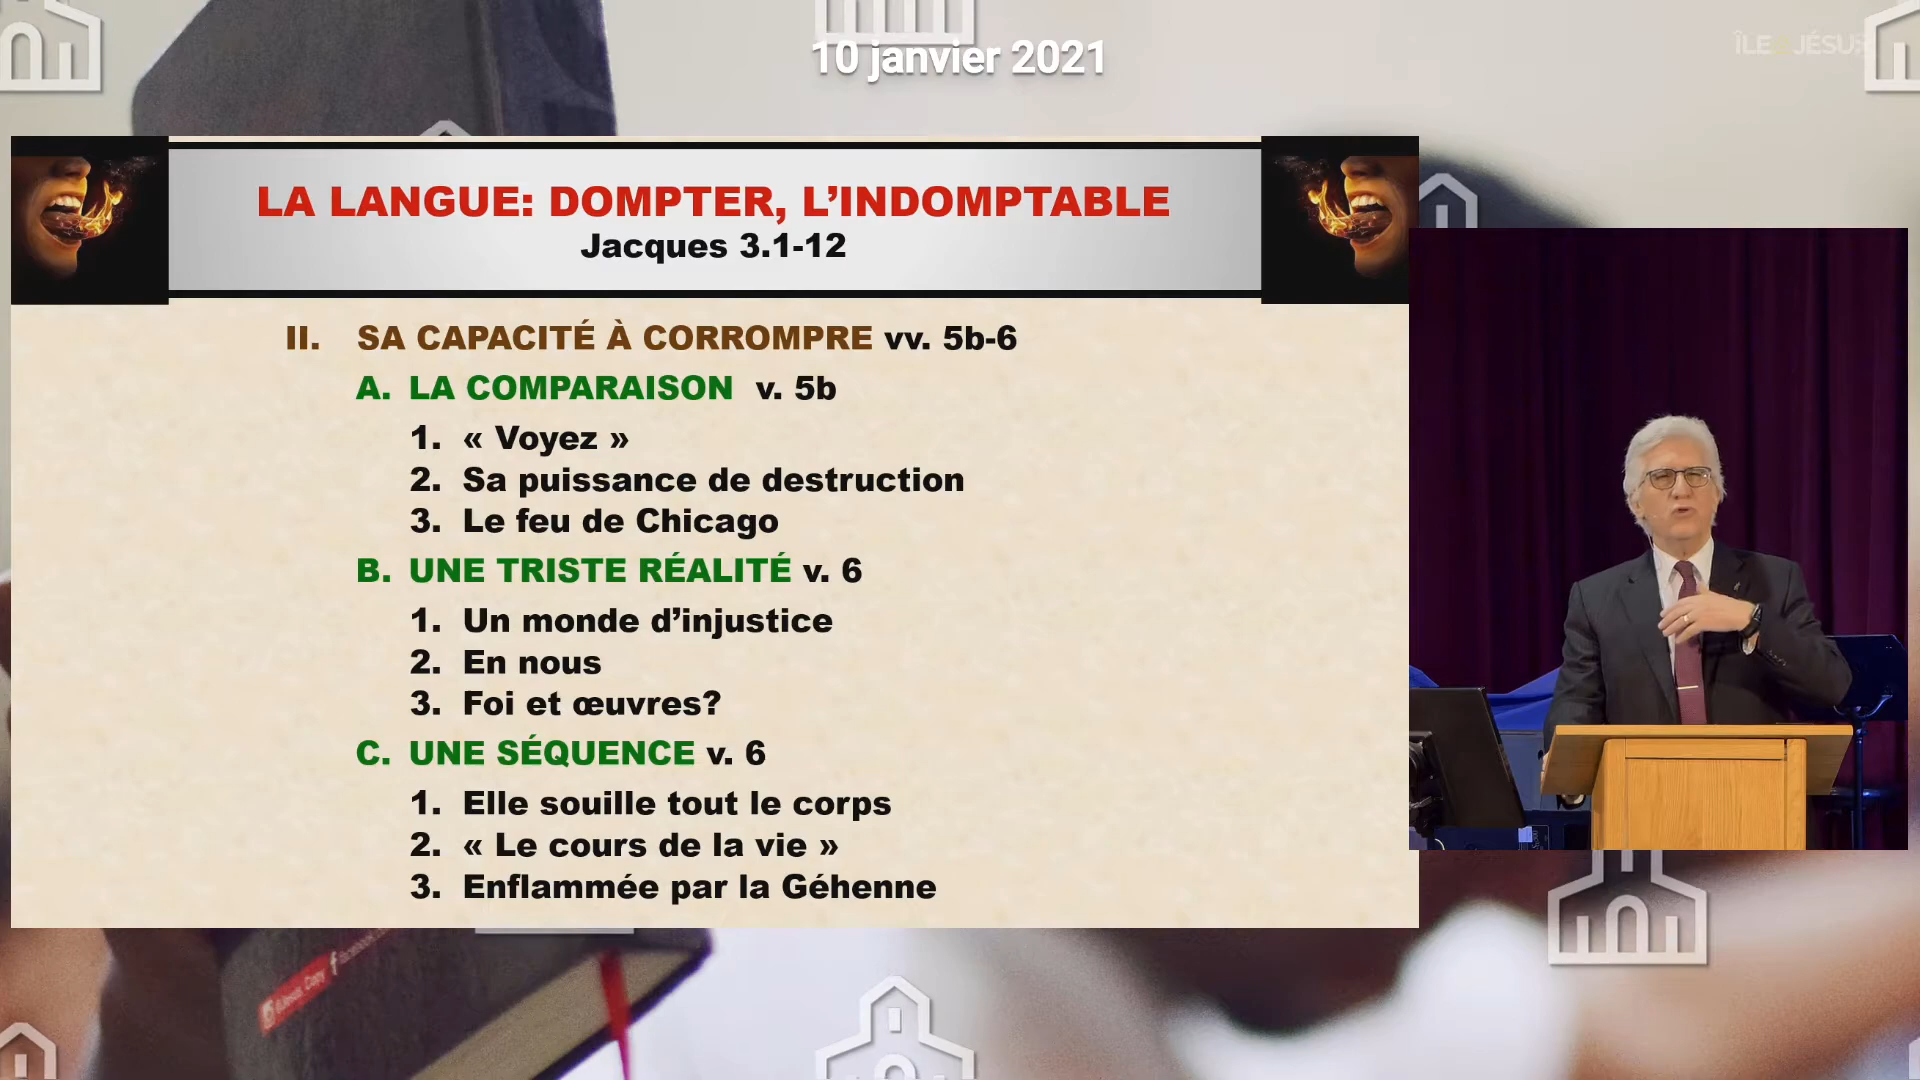 10 janvier 2021
LA LANGUE: DOMPTER, L’INDOMPTABLE
Jacques 3.1-12
II. SA CAPACITÉ À CORROMPRE vv. 5b-6
A. LA COMPARAISON v. 5b
1. « Voyez »
2. Sa puissance de destruction
3. Le feu de Chicago
B. UNE TRISTE RÉALITÉ v. 6
1. Un monde d’injustice
2. En nous
3. Foi et œuvres?
C. UNE SÉQUENCE v. 6
1. Elle souille tout le corps
2. « Le cours de la vie »
3. Enflammée par la Géhenne